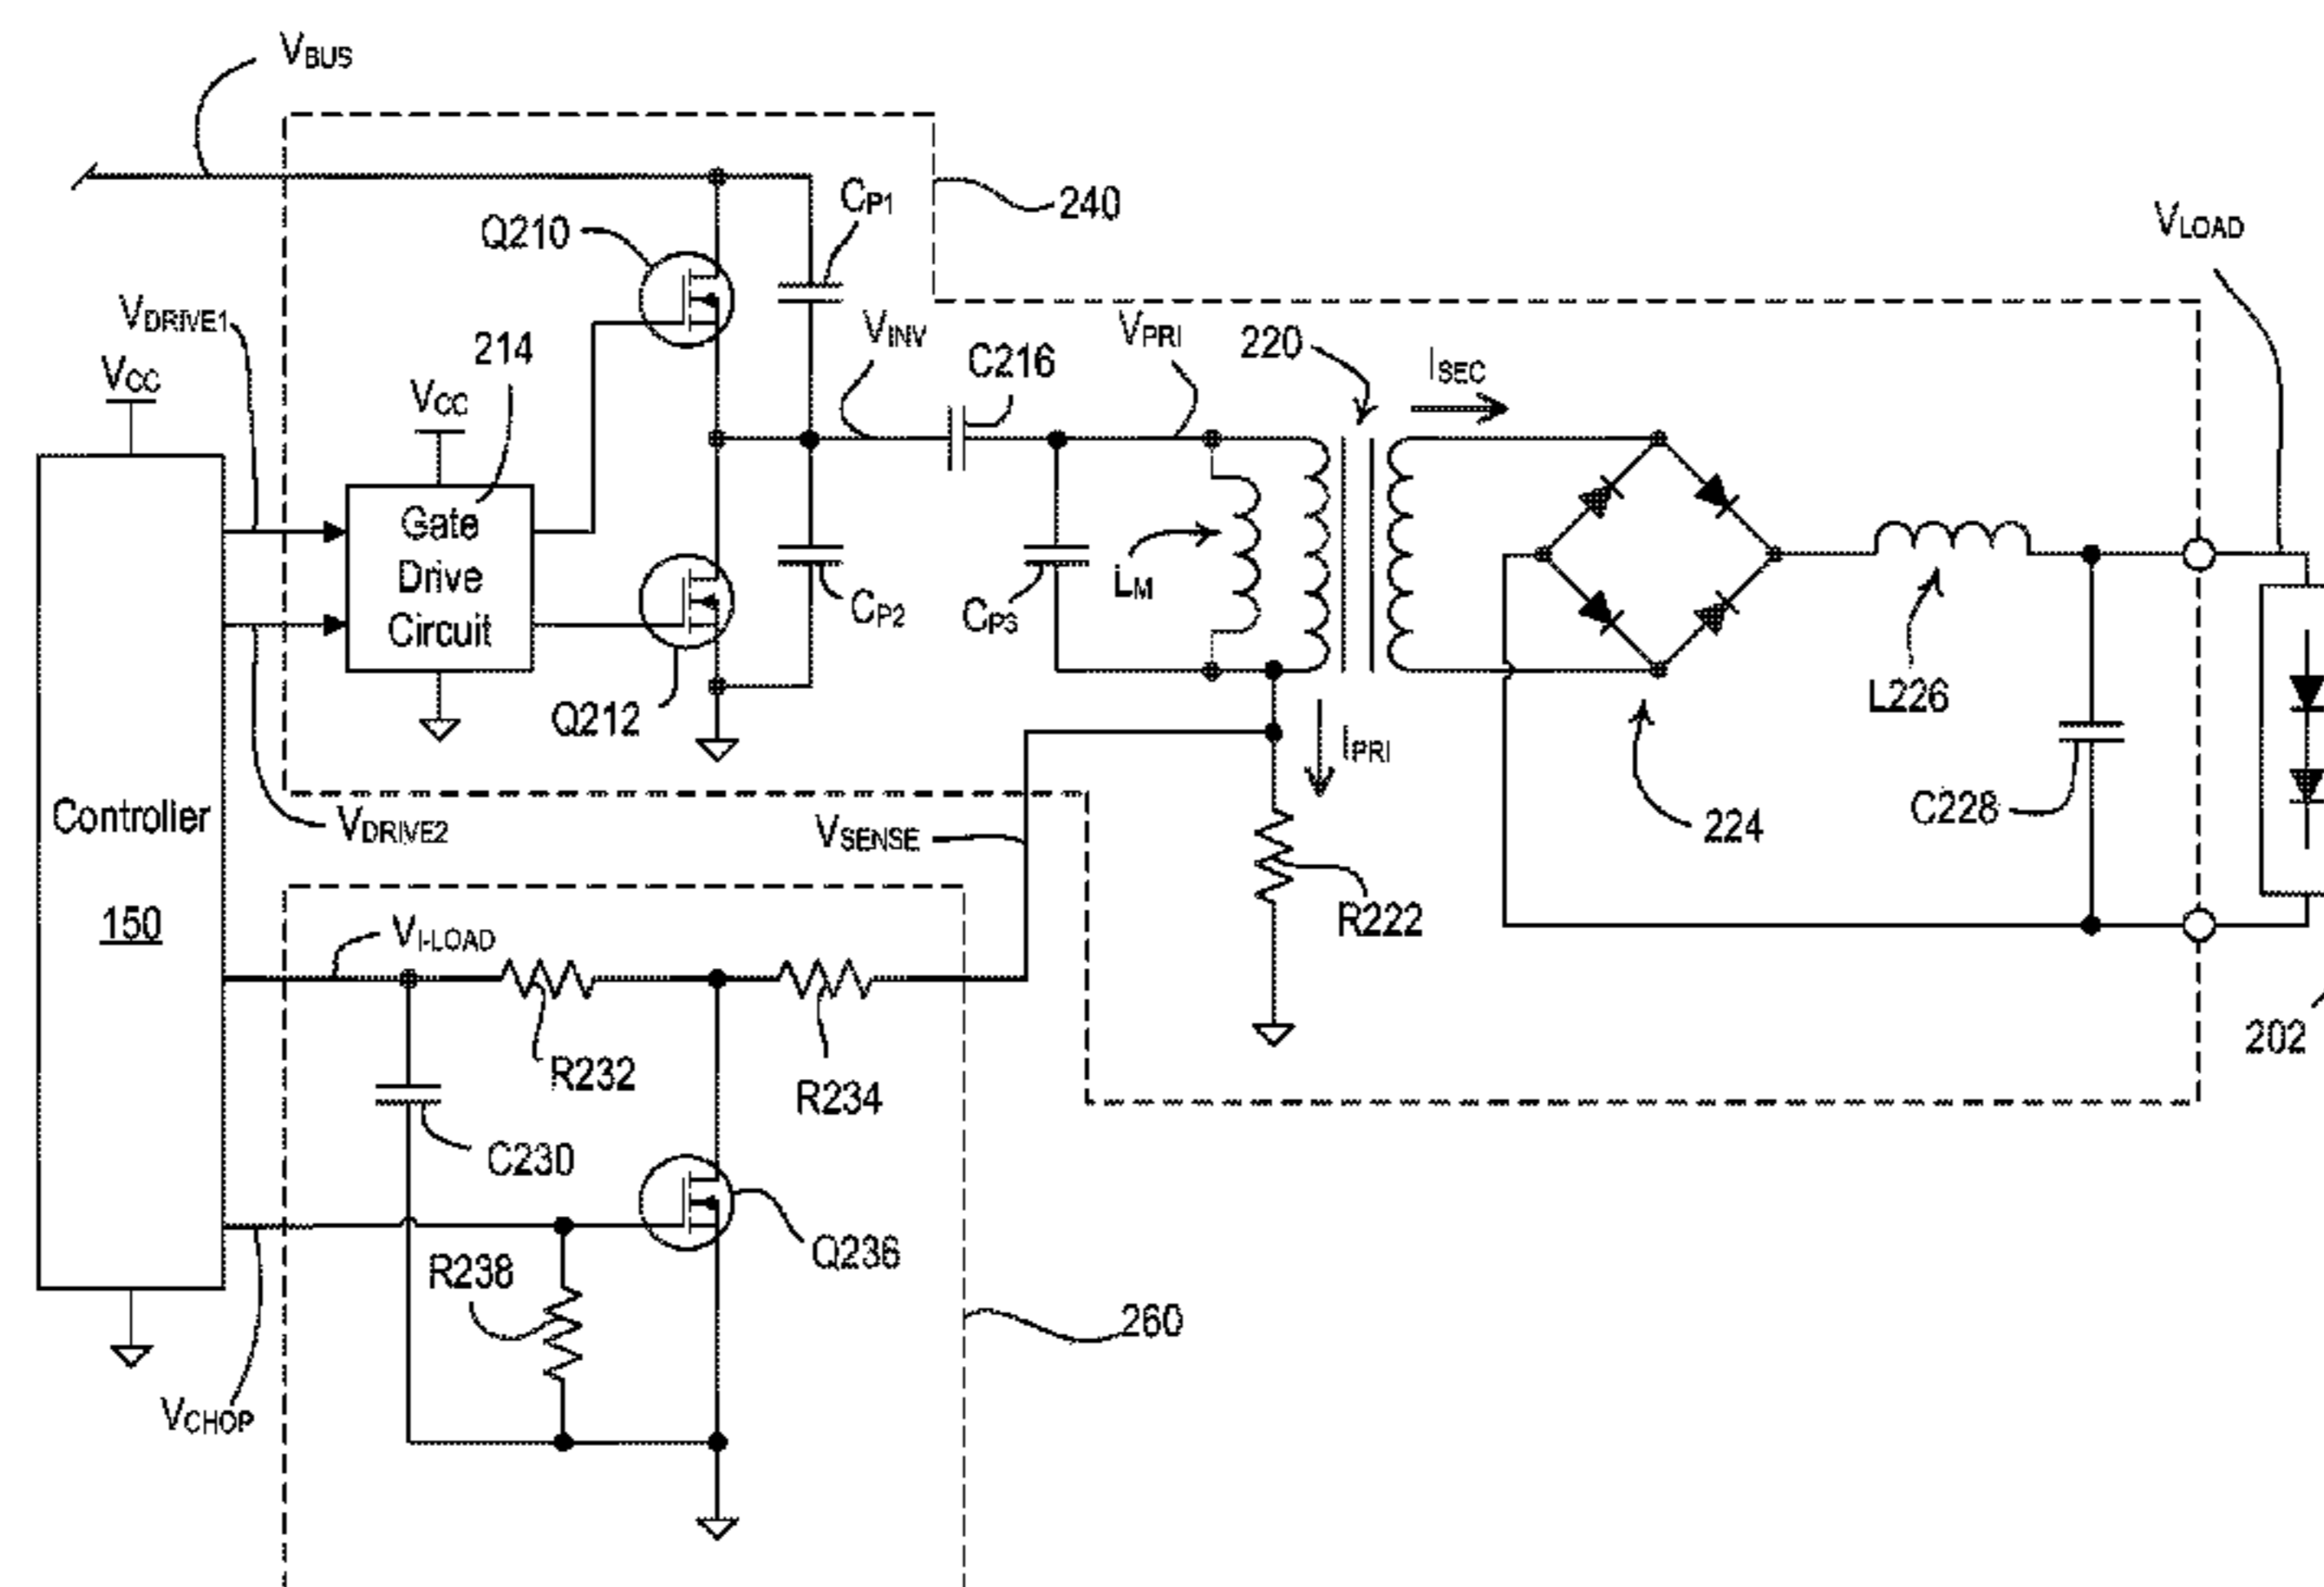 VBUS
240
CP1
Q210
VLOAD
VDRIVE1
214
VINV
VPRI
220
ISEC
C216
VCC
VCC
Gate
Drive
Circuit
LM
CP2
CP3
Q212
L226
IPRI
Controller
150
VDRIVE2
VSENSE
C228
224
R222
VI-LOAD
R232
R234
202
C230
Q236
R238
260
VCHOP